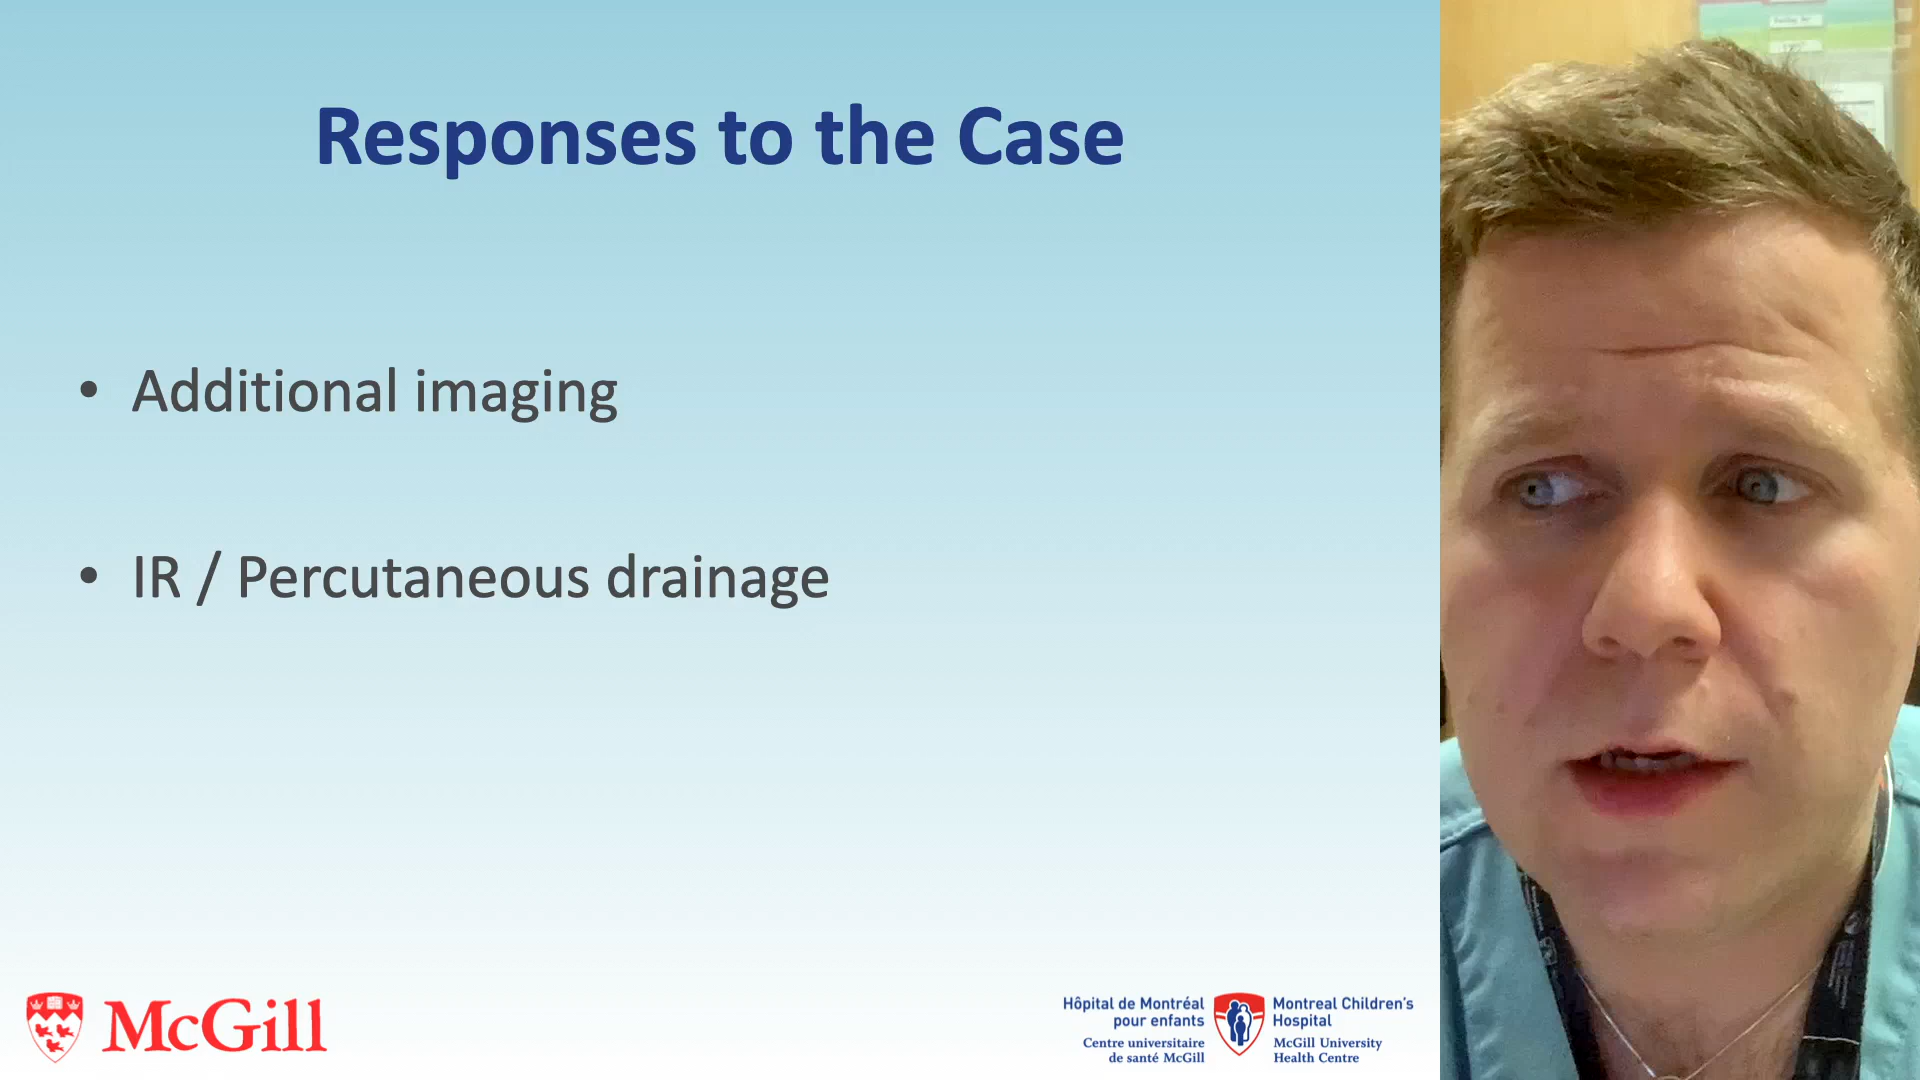 Responses to the Case
• Additional imaging
• IR / Percutaneous drainage
McGill
Hôpital de Montréal
pour enfants
Centre universitaire
de santé McGill
Montreal Children's
Hospital
McGill University
Health Centre